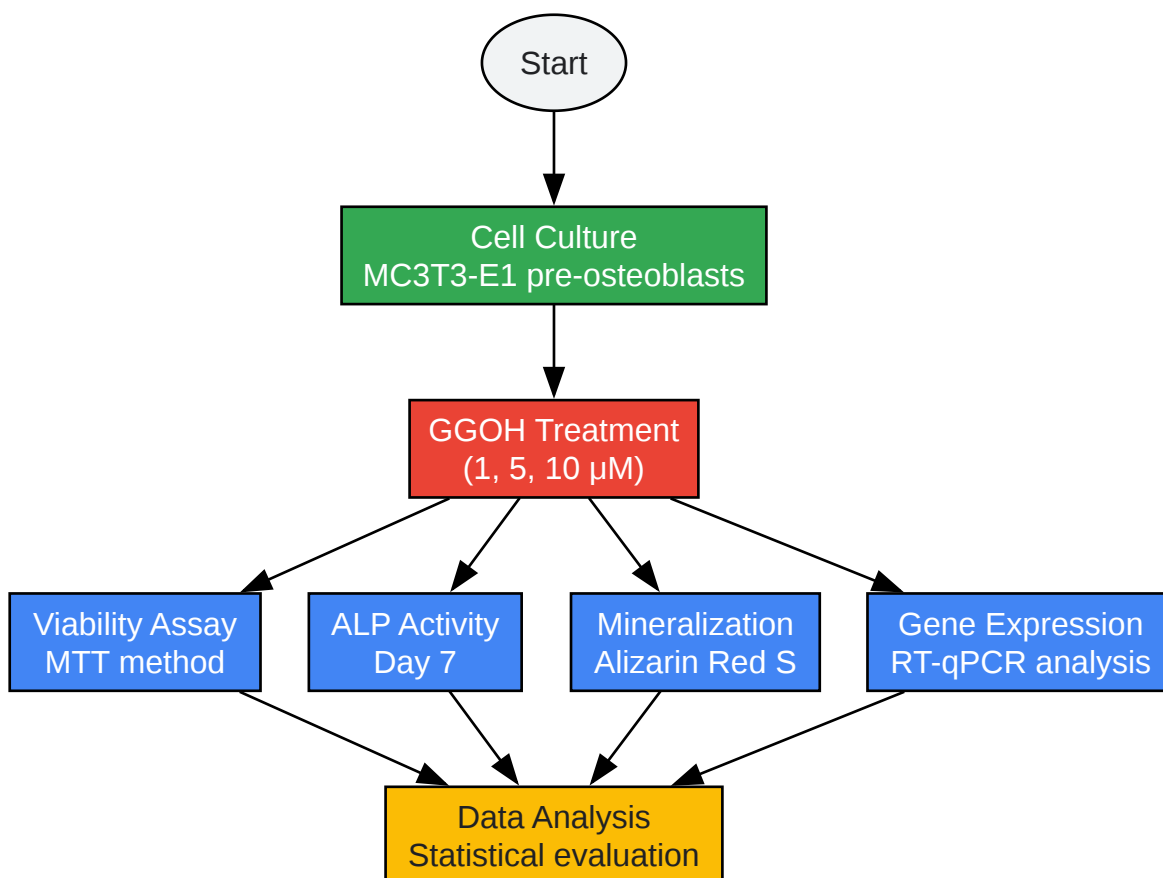 Start
Cell Culture
MC3T3-E1 pre-osteoblasts
GGOH Treatment
(1, 5, 10 μM)
Viability Assay
MTT method
ALP Activity
Day 7
Mineralization
Alizarin Red S
Gene Expression
RT-qPCR analysis
Data Analysis
Statistical evaluation